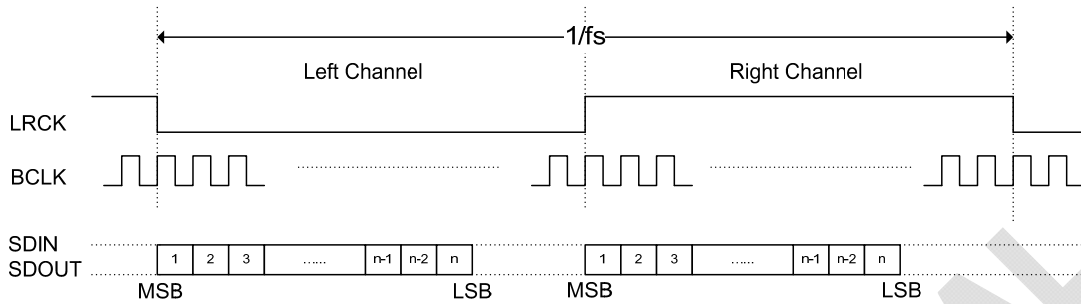 1/fs
Left Channel Right Channel
LRCK
BCLK
SDIN
SDOUT
1 2 3 ...... n-1 n-2 n 1 2 3 ...... n-1 n-2 n
MSB LSB MSB LSB